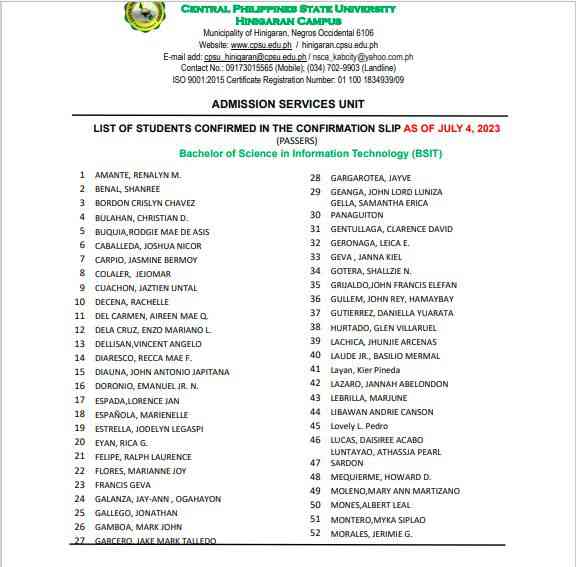 CENTRAL PHILIPPINES STATE UNIVERSITY
HINIGARAN CAMPUS
Municipality of Hinigaran, Negros Occidental 6106
Website: www.cpsu.edu.ph / hinigaran.cpsu.edu.ph
E-mail add: cpsu_hinigaran@cpsu.edu.ph / nsca_kabcity@yahoo.com.ph
Contact No.: 09173015565 (Mobile); (034) 702-9903 (Landline)
ISO 9001:2015 Certificate Registration Number: 01 100 1834939/09
ADMISSION SERVICES UNIT
LIST OF STUDENTS CONFIRMED IN THE CONFIRMATION SLIP AS OF JULY 4, 2023
(PASSERS)
Bachelor of Science in Information Technology (BSIT)
1 AMANTE, RENALYN M.
2 BENAL, SHANREE
3 BORDON CRISLYN CHAVEZ
4 BULAHAN, CHRISTIAN D.
5 BUQUIA,RODGIE MAE DE ASIS
6 CABALLEDA, JOSHUA NICOR
7 CARPIO, JASMINE BERMOY
8 COLALER, JEJOMAR
9 CUACHON, JAZTIEN UNTAL
10 DECENA, RACHELLE
11 DEL CARMEN, AIREEN MAE Q.
12 DELA CRUZ, ENZO MARIANO L.
13 DELLISAN,VINCENT ANGELO
14 DIARESCO, RECCA MAE F.
15 DIAUNA, JOHN ANTONIO JAPITANA
16 DORONIO, EMANUEL JR. N.
17 ESPADA,LORENCE JAN
18 ESPAÑOLA, MARIENELLE
19 ESTRELLA, JODELYN LEGASPI
20 EYAN, RICA G.
21 FELIPE, RALPH LAURENCE
22 FLORES, MARIANNE JOY
23 FRANCIS GEVA
24 GALANZA, JAY-ANN , OGAHAYON
25 GALLEGO, JONATHAN
26 GAMBOA, MARK JOHN
27 GARCERO, JAKE MARK TALLEDO
28 GARGAROTEA, JAYVE
29 GEANGA, JOHN LORD LUNIZA
GELLA, SAMANTHA ERICA
30 PANAGUITON
31 GENTULLAGA, CLARENCE DAVID
32 GERONAGA, LEICA E.
33 GEVA , JANNA KIEL
34 GOTERA, SHALLZIE N.
35 GRIJALDO,JOHN FRANCIS ELEFAN
36 GULLEM, JOHN REY, HAMAYBAY
37 GUTIERREZ, DANIELLA YUARATA
38 HURTADO, GLEN VILLARUEL
39 LACHICA, JHUNJIE ARCENAS
40 LAUDE JR., BASILIO MERMAL
41 Layan, Kier Pineda
42 LAZARO, JANNAH ABELONDON
43 LEBRILLA, MARJUNE
44 LIBAWAN ANDRIE CANSON
45 Lovely L. Pedro
46 LUCAS, DAISIREE ACABO
LUNTAYAO, ATHASSJA PEARL
47 SARDON
48 MEQUIERME, HOWARD D.
49 MOLENO,MARY ANN MARTIZANO
50 MONES,ALBERT LEAL
51 MONTERO,MYKA SIPLAO
52 MORALES, JERIMIE G.